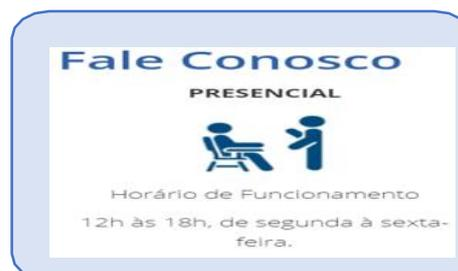 Fale Conosco
PRESENCIAL
Horário de Funcionamento
12h às 18h, de segunda à sexta-
feira.